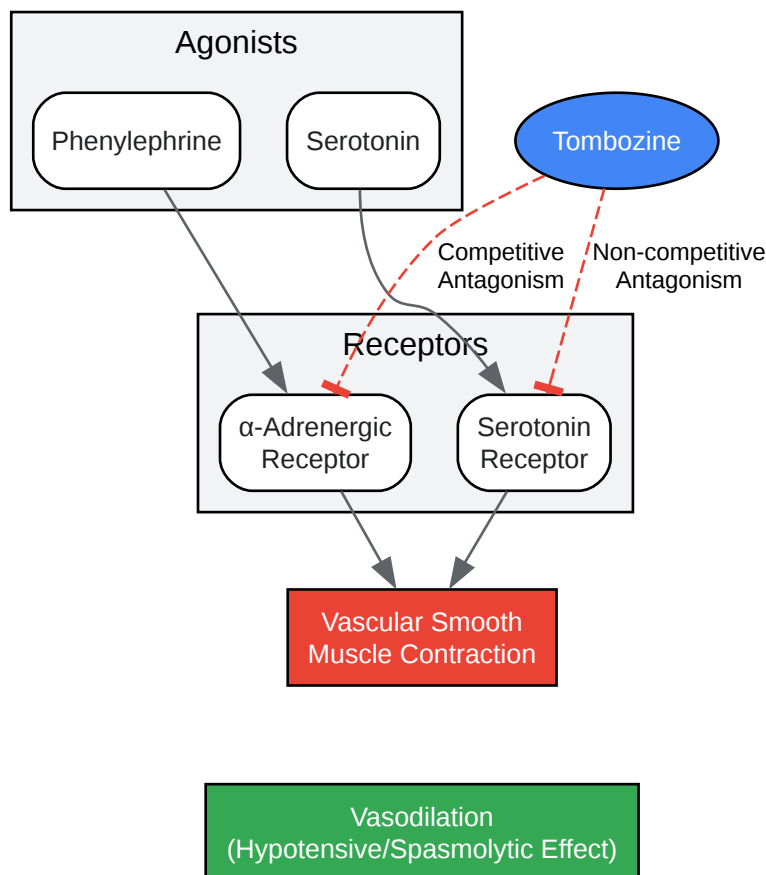 Agonists
Phenylephrine
Serotonin
Tombozine
Competitive
Antagonism
Non-competitive
Antagonism
Receptors
α-Adrenergic
Receptor
Serotonin
Receptor
Vascular Smooth
Muscle Contraction
Vasodilation
(Hypotensive/Spasmolytic Effect)